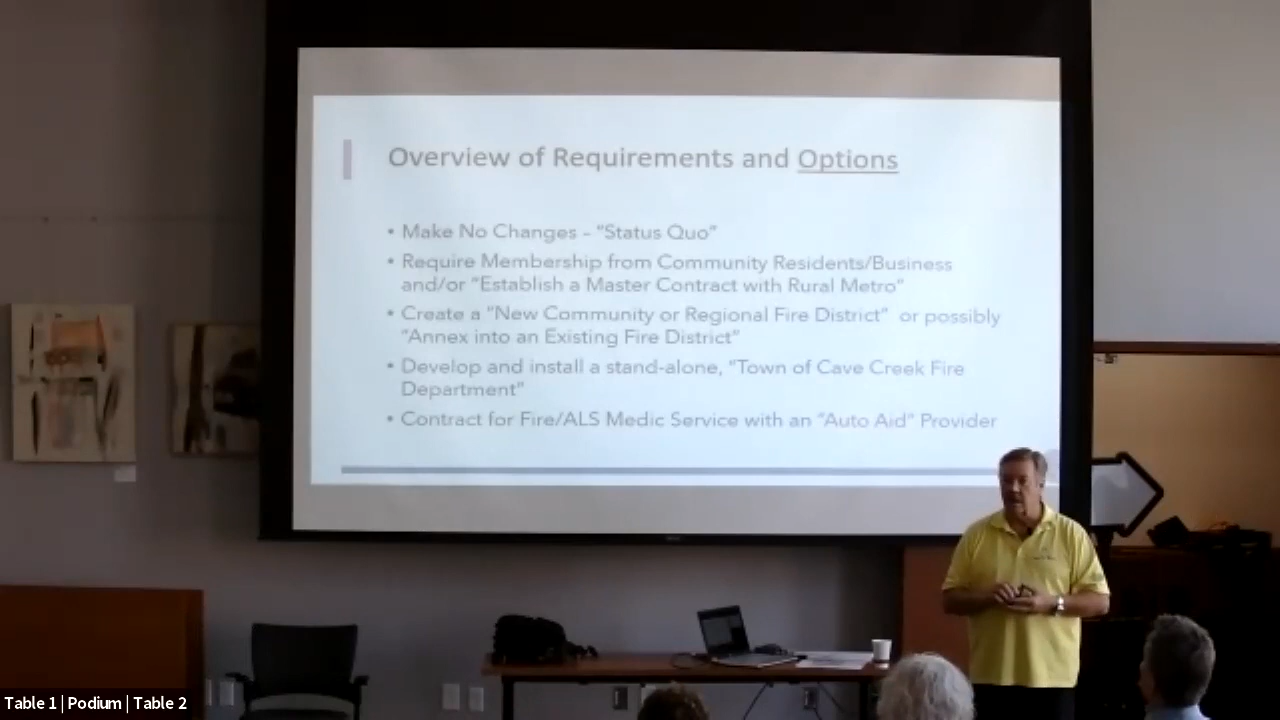 Overview of Requirements and Options
• Make No Changes – "Status Quo"
• Require Membership from Community Residents/Business
and/or "Establish a Master Contract with Rural Metro"
• Create a "New Community or Regional Fire District" or possibly
"Annex into an Existing Fire District"
• Develop and install a stand-alone, "Town of Cave Creek Fire
Department"
• Contract for Fire/ALS Medic Service with an "Auto Aid" Provider
Table 1 | Podium | Table 2